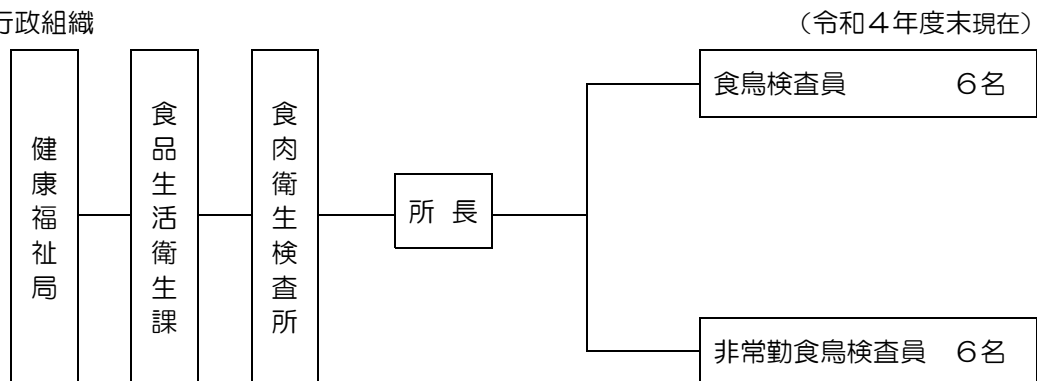 行政組織
（令和４年度末現在）
健康福祉局
食品生活衛生課
食肉衛生検査所
所長
食鳥検査員　６名
非常勤食鳥検査員　６名